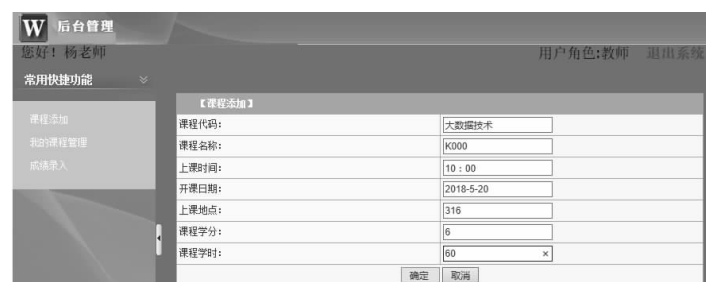 W 后台管理
您好！杨老师 用户角色:教师 退出系统
常用快捷功能
【课程添加】
课程添加
我的课程管理
成绩录入
课程代码： 大数据技术
课程名称： K000
上课时间： 10：00
开课日期： 2018-5-20
上课地点： 316
课程学分： 6
课程学时： 60 ×
确定 取消